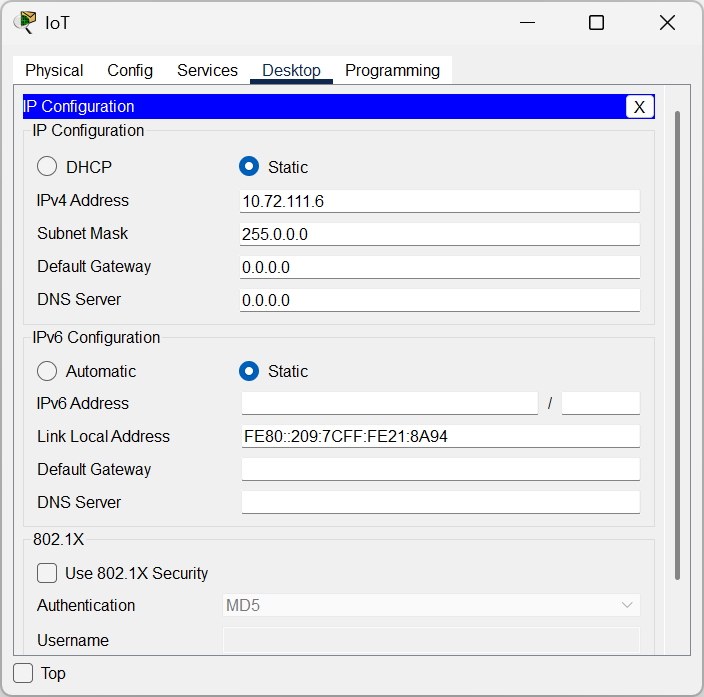 IoT
Physical Config Services Desktop Programming
IP Configuration X
IP Configuration
DHCP Static
IPv4 Address 10.72.111.6
Subnet Mask 255.0.0.0
Default Gateway 0.0.0.0
DNS Server 0.0.0.0
IPv6 Configuration
Automatic Static
IPv6 Address /
Link Local Address FE80::209:7CFF:FE21:8A94
Default Gateway
DNS Server
802.1X
Use 802.1X Security
Authentication MD5
Username
Top